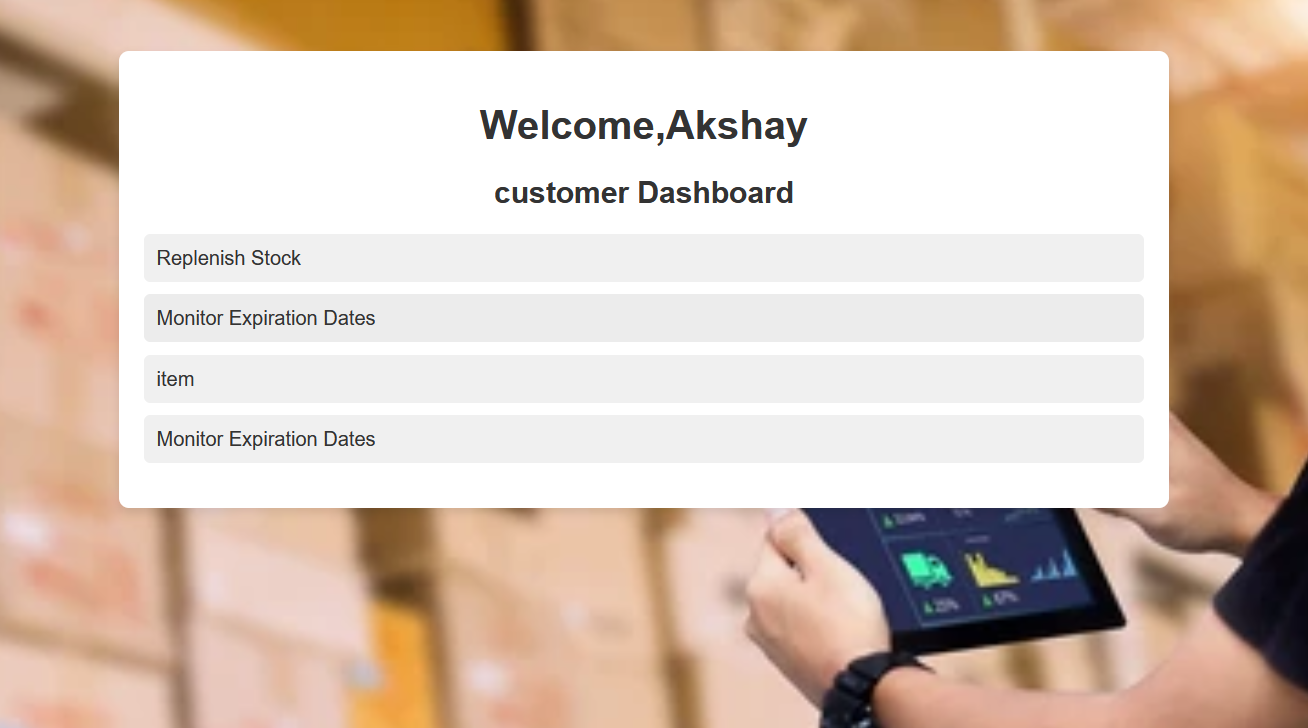 Welcome,Akshay
customer Dashboard
Replenish Stock
Monitor Expiration Dates
item
Monitor Expiration Dates